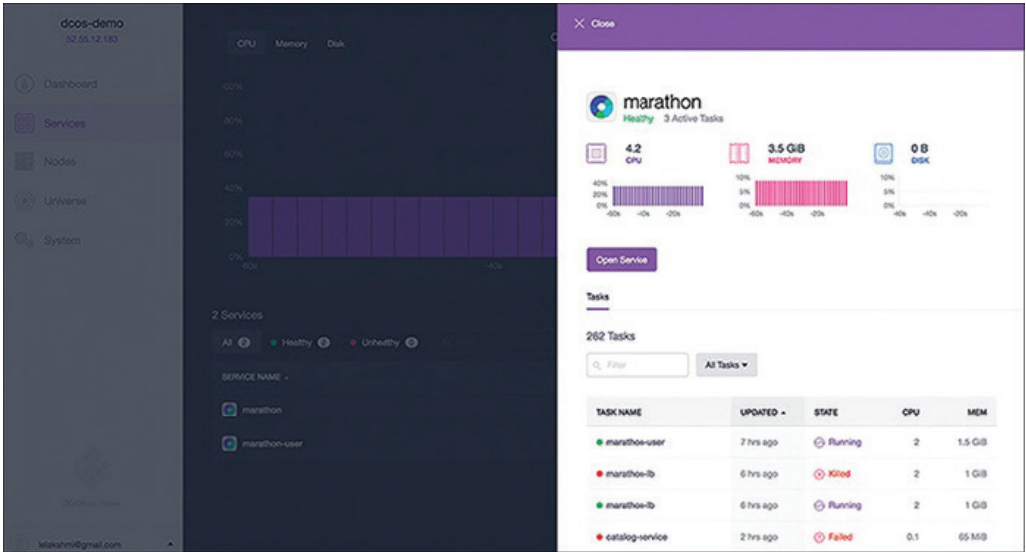 dcos-demo
52.55.12.183
Dashboard
Services
Nodes
Universe
System
lelakshmi@gmail.com
CPU Memory Disk
100%
80%
60%
40%
20%
0%
-60s -40s
2 Services
All 2 Healthy 2 Unhealthy 0
SERVICE NAME
marathon
marathon-user
Close
marathon
Healthy 3 Active Tasks
4.2
CPU
3.5 GiB
MEMORY
0 B
DISK
40%
20%
0%
-60s -40s -20s
10%
5%
0%
-60s -40s -20s
10%
5%
0%
-60s -40s -20s
Open Service
Tasks
262 Tasks
Filter All Tasks
TASK NAME UPDATED STATE CPU MEM
marathon-user 7 hrs ago Running 2 1.5 GiB
marathon-lb 6 hrs ago Killed 2 1 GiB
marathon-lb 6 hrs ago Running 2 1 GiB
catalog-service 2 hrs ago Failed 0.1 65 MiB